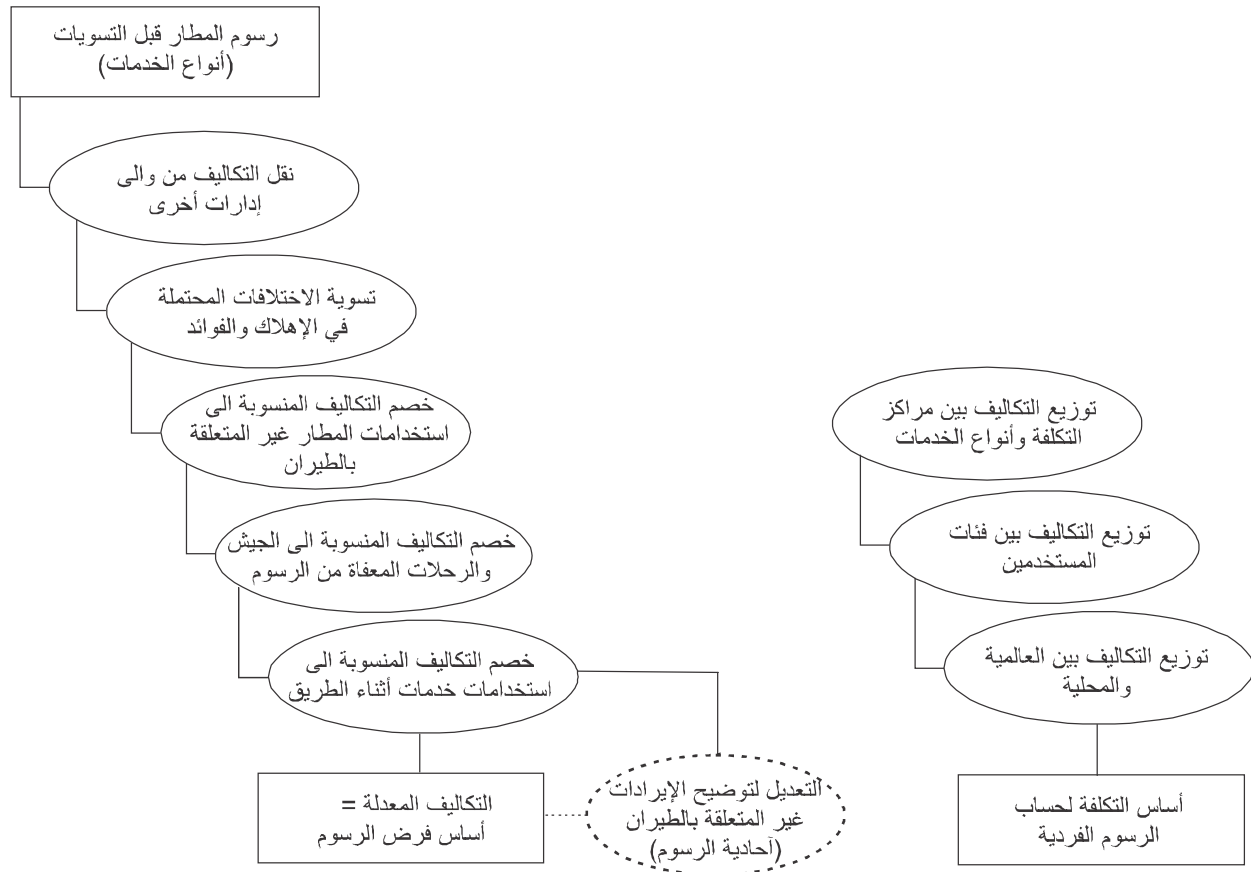 رسوم المطار قبل التسويات
(أنواع الخدمات)
نقل التكاليف من والى
إدارات أخرى
تسوية الاختلافات المحتملة
في الإهلاك والفوائد
خصم التكاليف المنسوبة الى
استخدامات المطار غير المتعلقة
بالطيران
خصم التكاليف المنسوبة الى الجيش
والرحلات المعفاة من الرسوم
خصم التكاليف المنسوبة الى
استخدامات خدمات أثناء الطريق
التكاليف المعدلة =
أساس فرض الرسوم
التعديل لتوضيح الإيرادات
غير المتعلقة بالطيران
(آحادية الرسوم)
توزيع التكاليف بين مراكز
التكلفة وأنواع الخدمات
توزيع التكاليف بين فئات
المستخدمين
توزيع التكاليف بين العالمية
والمحلية
أساس التكلفة لحساب
الرسوم الفردية